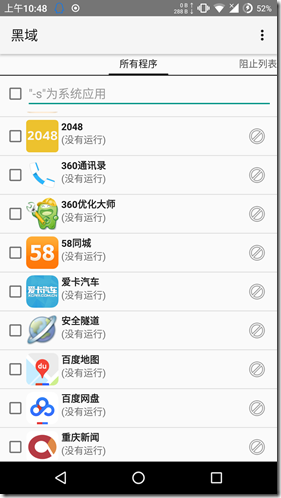 上午10:48
0 B/s
288 B/s
52%
黑域
所有程序
阻止列表
"-s"为系统应用
2048
2048
(没有运行)
360通讯录
(没有运行)
360优化大师
(没有运行)
58
58同城
(没有运行)
爱卡汽车
XCAR.COM.CN
爱卡汽车
(没有运行)
安全隧道
(没有运行)
du
百度地图
(没有运行)
百度网盘
(没有运行)
重庆新闻
(没有运行)